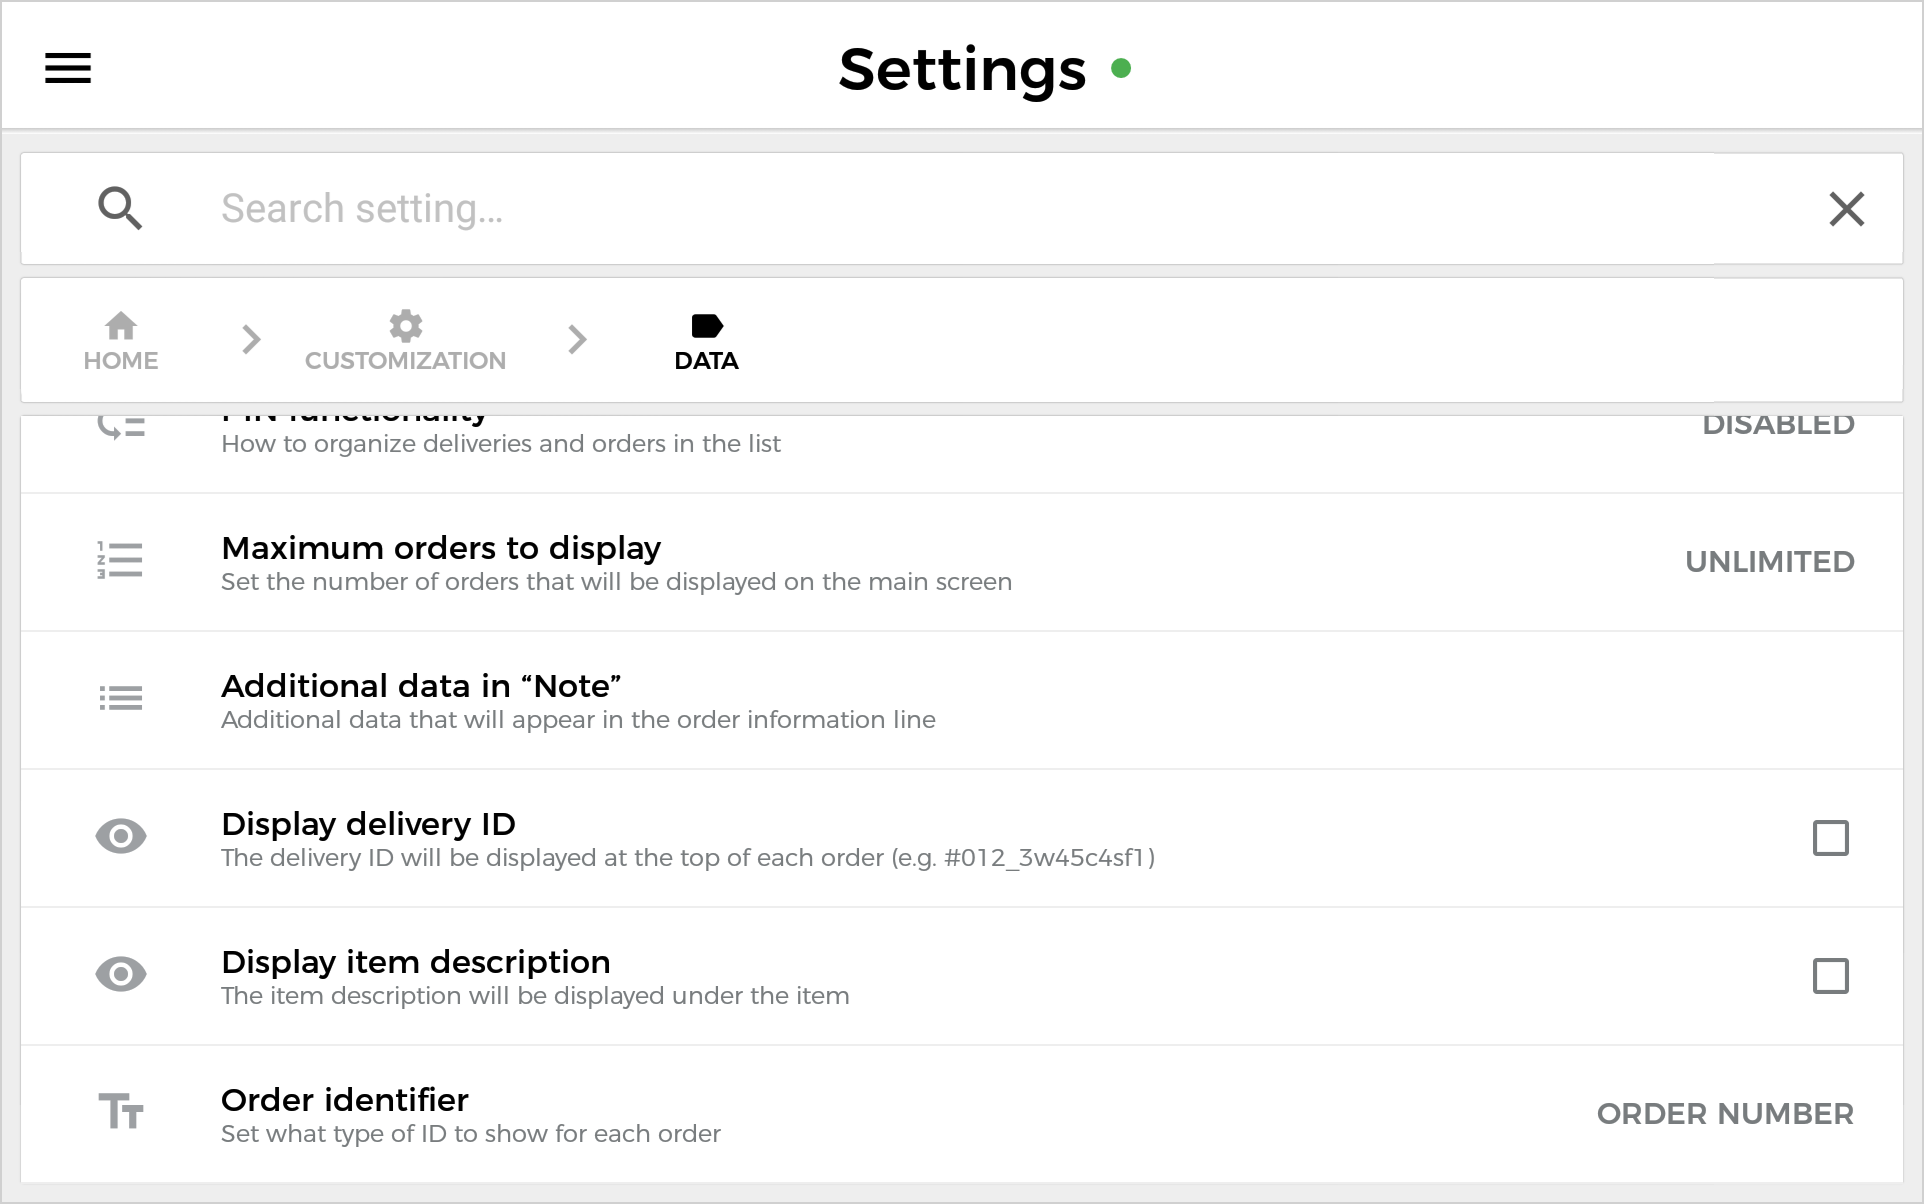 Settings
Search setting...
HOME
CUSTOMIZATION
DATA
PIN functionality
DISABLED
How to organize deliveries and orders in the list
Maximum orders to display
UNLIMITED
Set the number of orders that will be displayed on the main screen
Additional data in “Note”
Additional data that will appear in the order information line
Display delivery ID
The delivery ID will be displayed at the top of each order (e.g. #012_3w45c4sf1)
Display item description
The item description will be displayed under the item
Order identifier
ORDER NUMBER
Set what type of ID to show for each order